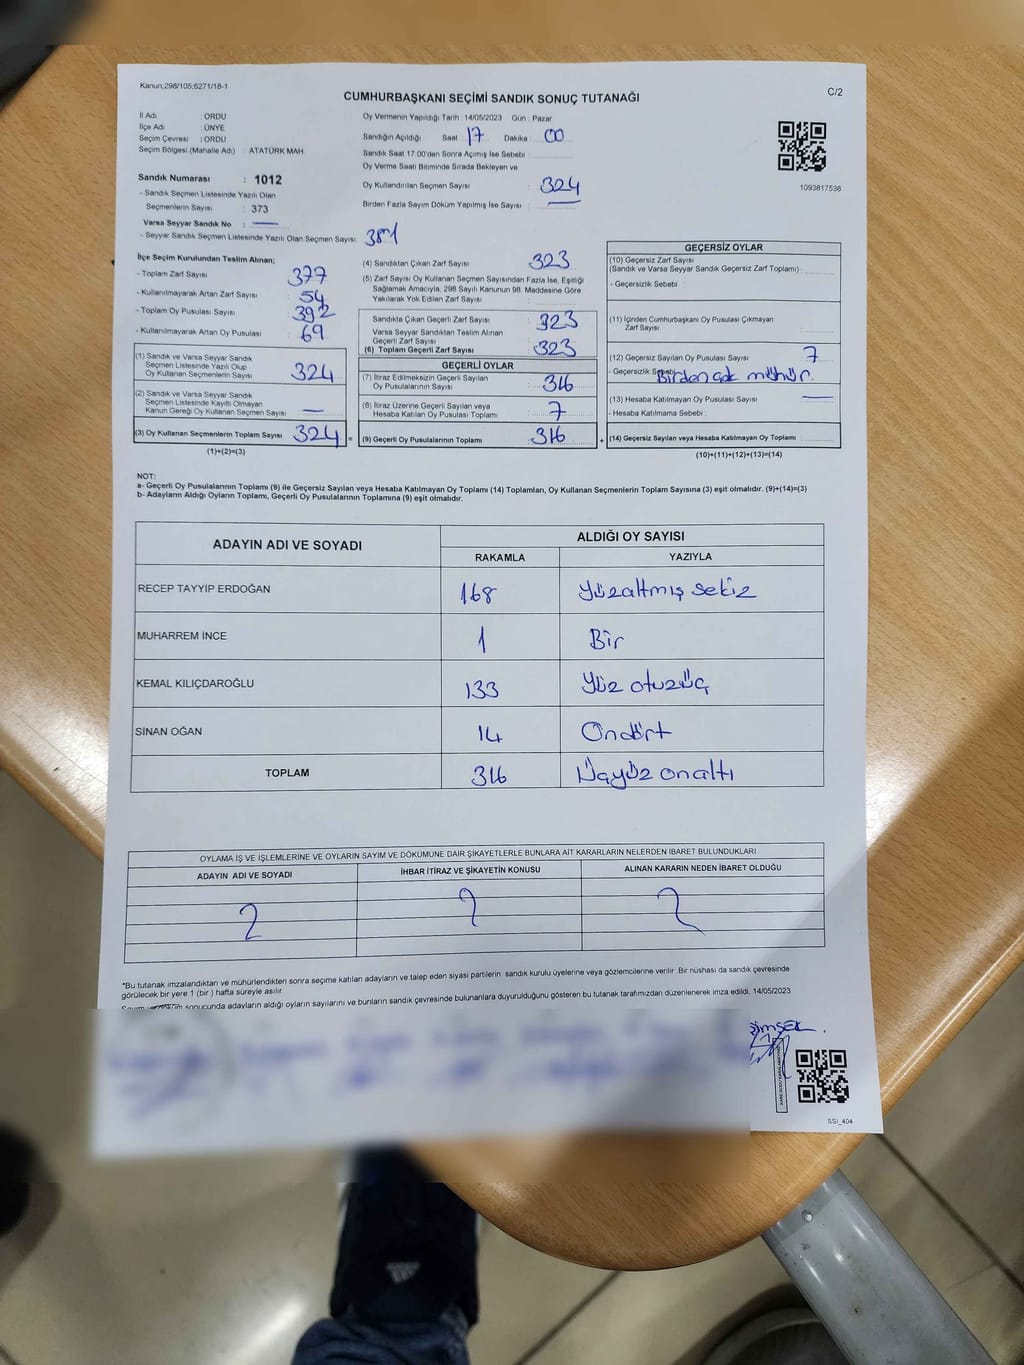 Kanun;298/105;6271/18-1
C/2
CUMHURBAŞKANI SEÇİMİ SANDIK SONUÇ TUTANAĞI
İl Adı : ORDU
İlçe Adı : ÜNYE
Seçim Çevresi : ORDU
Seçim Bölgesi (Mahalle Adı) : ATATÜRK MAH.
Sandık Numarası : 1012
- Sandık Seçmen Listesinde Yazılı Olan
Seçmenlerin Sayısı : 373
Varsa Seyyar Sandık No :
- Seyyar Sandık Seçmen Listesinde Yazılı Olan Seçmen Sayısı:
Oy Vermenin Yapıldığı Tarih : 14/05/2023 Gün : Pazar
Sandığın Açıldığı Saat 17 Dakika : 00
Sandık Saat 17:00'den Sonra Açımış İse Sebebi :
Oy Verme Saati Bitiminde Sırada Bekleyen ve
Oy Kullandırılan Seçmen Sayısı : 324
Birden Fazla Sayım Döküm Yapılmış İse Sayısı :
1093817538
İlçe Seçim Kurulundan Teslim Alınan;
- Toplam Zarf Sayısı 377
- Kullanılmayarak Artan Zarf Sayısı : 54
- Toplam Oy Pusulası : 392
- Kullanılmayarak Artan Oy Pusulası : 69
(1) Sandık ve Varsa Seyyar Sandık
Seçmen Listesinde Yazılı Olup
Oy Kullanan Seçmenlerin Sayısı : 324
(2) Sandık ve Varsa Seyyar Sandık
Seçmen Listesinde Kayıtlı Olmayan
Kanun Gereği Oy Kullanan Seçmen Sayısı :
(3) Oy Kullanan Seçmenlerin Toplam Sayısı 324 =
(1)+(2)=(3)
(4) Sandıktan Çıkan Zarf Sayısı : 323
(5) Zarf Sayısı Oy Kullanan Seçmen Sayısından Fazla İse, Eşitliği
Sağlamak Amacıyla, 298 Sayılı Kanunun 98. Maddesine Göre
Yakılarak Yok Edilen Zarf Sayısı :
Sandıkta Çıkan Geçerli Zarf Sayısı : 323
Varsa Seyyar Sandıktan Teslim Alınan
Geçerli Zarf Sayısı :
(6) Toplam Geçerli Zarf Sayısı : 323
GEÇERLİ OYLAR
(7) İtiraz Edilmeksizin Geçerli Sayılan
Oy Pusulalarının Sayısı : 316
(8) İtiraz Üzerine Geçerli Sayılan veya
Hesaba Katılan Oy Pusulası Toplamı : 7
(9) Geçerli Oy Pusulalarının Toplamı : 316 +
GEÇERSİZ OYLAR
(10) Geçersiz Zarf Sayısı
(Sandık ve Varsa Seyyar Sandık Geçersiz Zarf Toplamı) :
- Geçersizlik Sebebi :
(11) İçinden Cumhurbaşkanı Oy Pusulası Çıkmayan
Zarf Sayısı
(12) Geçersiz Sayılan Oy Pusulası Sayısı : 7
- Geçersizlik Sebebi : Birden çok mühür.
(13) Hesaba Katılmayan Oy Pusulası Sayısı :
- Hesaba Katılmama Sebebi :
(14) Geçersiz Sayılan veya Hesaba Katılmayan Oy Toplamı :
(10)+(11)+(12)+(13)=(14)
NOT:
a- Geçerli Oy Pusulalarının Toplamı (9) ile Geçersiz Sayılan veya Hesaba Katılmayan Oy Toplamı (14) Toplamları, Oy Kullanan Seçmenlerin Toplam Sayısına (3) eşit olmalıdır. (9)+(14)=(3)
b- Adayların Aldığı Oyların Toplamı, Geçerli Oy Pusulalarının Toplamına (9) eşit olmalıdır.
ADAYIN ADI VE SOYADI ALDIĞI OY SAYISI
RAKAMLA YAZIYLA
RECEP TAYYİP ERDOĞAN 168 Yüzaltmış sekiz
MUHARREM İNCE 1 Bir
KEMAL KILIÇDAROĞLU 133 Yüz otuzüç
SİNAN OĞAN 14 Ondört
TOPLAM 316 Üçyüz onaltı
OYLAMA İŞ VE İŞLEMLERİNE VE OYLARIN SAYIM VE DÖKÜMÜNE DAİR ŞİKAYETLERLE BUNLARA AİT KARARLARIN NELERDEN İBARET BULUNDUKLARI
ADAYIN ADI VE SOYADI İHBAR İTİRAZ VE ŞİKAYETİN KONUSU ALINAN KARARIN NEDEN İBARET OLDUĞU
*Bu tutanak imzalandıktan ve mühürlendikten sonra seçime katılan adayların ve talep eden siyasi partilerin sandık kurulu üyelerine veya gözlemcilerine verilir. Bir nüshası da sandık çevresinde
görülecek bir yere 1 (bir) hafta süreyle asılır.
sonucunda adayların aldığı oyların sayılarını ve bunların sandık çevresinde bulunanlara duyurulduğunu gösteren bu tutanak tarafımızdan düzenlenerek imza edildi. 14/05/2023
SSI_404